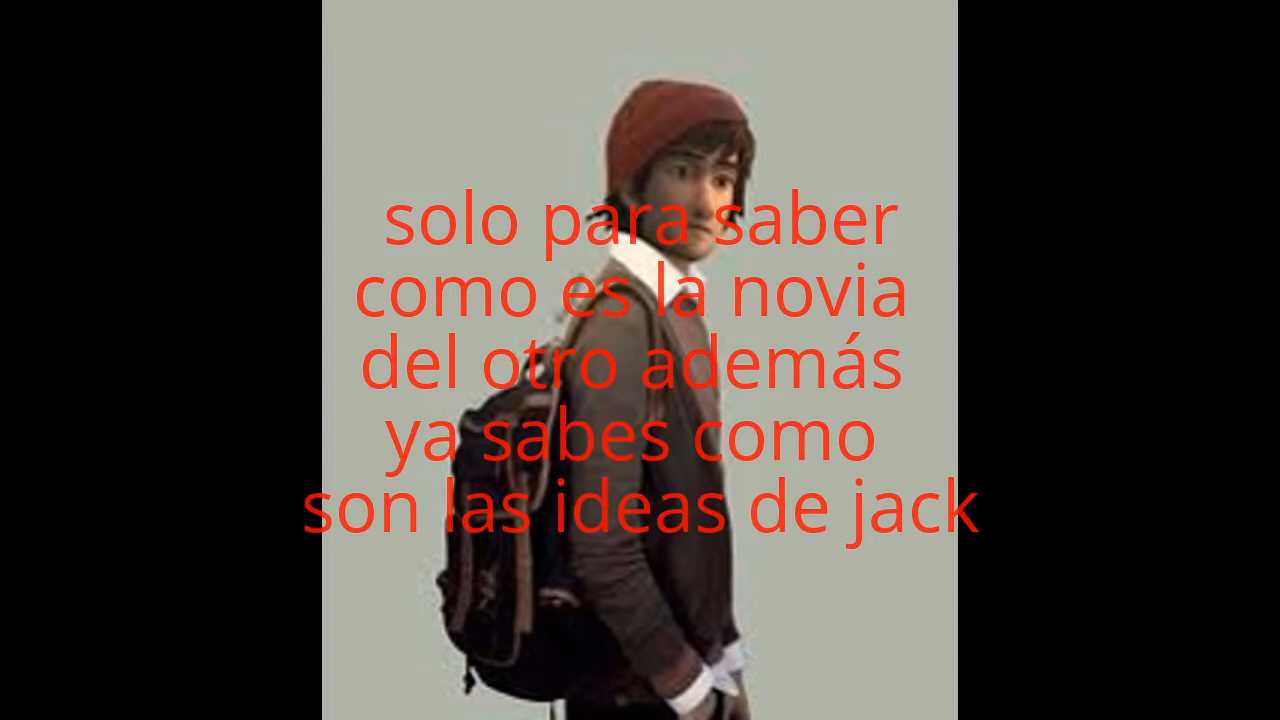 solo para saber
como es la novia
del otro además
ya sabes como
son las ideas de jack